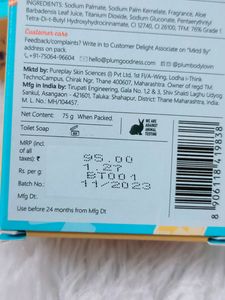 INGREDIENTS: Sodium Palmate, Sodium Palm Kernelate, Fragrance, Aloe
Barbadensis Leaf Juice, Titanium Dioxide, Sodium Gluconate, Pentaerythrityl
Tetra-Di-t-Butyl Hydroxyhydrocinnamate, CI 12490, CI 21100, TFM: 76% Grade 1
Customer care
Feedback/complaints? Write in to Customer Delight Associate on "Mktd By"
address on pack.
+91-75064-96604 hello@plumgoodness.com @plumbodylovin
Mktd by: Pureplay Skin Sciences (I) Pvt Ltd, 1st Fl/A-Wing, Lodha i-Think
TechnoCampus, Thane Maharashtra, 400607. Owner of regd TM
Mfg in India by: Tirupati Engineering, Gala No. 1,2 & 3, Shiv Shakti Laghu Udyog
Sankul, Asangaon - 421601, Taluka: Shahapur, District: Thane Maharashtra, India.
M. L. No: MH/104457.
Net Content 75 g When Packed
Toilet Soap
WE ARE
AGAINST
ANIMAL
TESTING
MRP (incl.
of all
taxes): ₹ 95.00
Rs. per g: 1.27
Batch No.: BT001
Mfg Dt. 11/2023
Use before 24 months from Mfg Dt
8 906118 419838